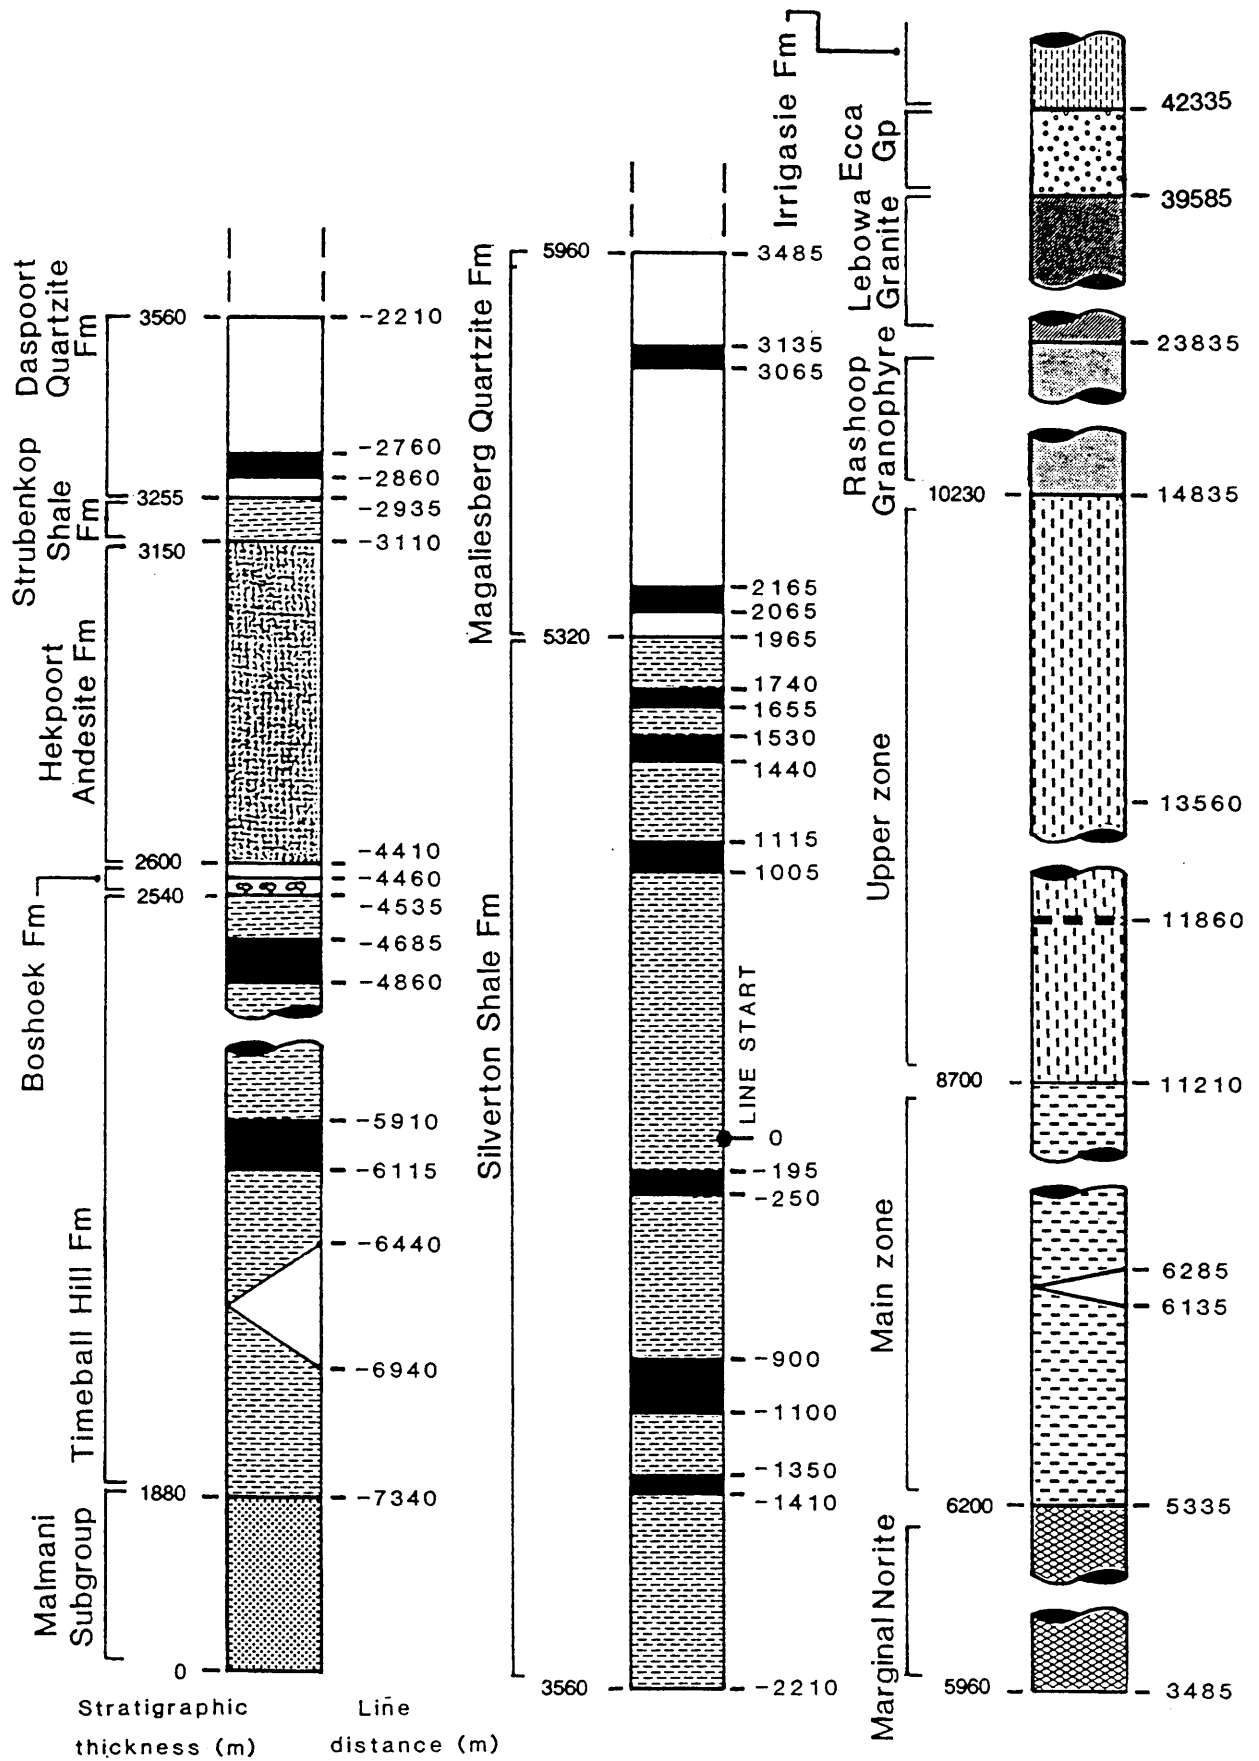 Daspoort
Quartzite
Fm
Strubenkop
Shale
Fm
Hekpoort
Andesite Fm
Boshoek Fm
Timeball Hill Fm
Malmani
Subgroup
3560
3255
3150
2600
2540
1880
0
-2210
-2760
-2860
-2935
-3110
-4410
-4460
-4535
-4685
-4860
-5910
-6115
-6440
-6940
-7340
Stratigraphic
thickness (m)
Line
distance (m)
Magaliesberg Quartzite Fm
Silverton Shale Fm
5960
5320
3560
3485
3135
3065
2165
2065
1965
1740
1655
1530
1440
1115
1005
LINE START
0
-195
-250
-900
-1100
-1350
-1410
-2210
Irrigasie Fm
Ecca
Gp
Lebowa
Granite
Rashoop
Granophyre
Upper zone
Main zone
Marginal Norite
10230
8700
6200
5960
42335
39585
23835
14835
13560
11860
11210
6285
6135
5335
3485